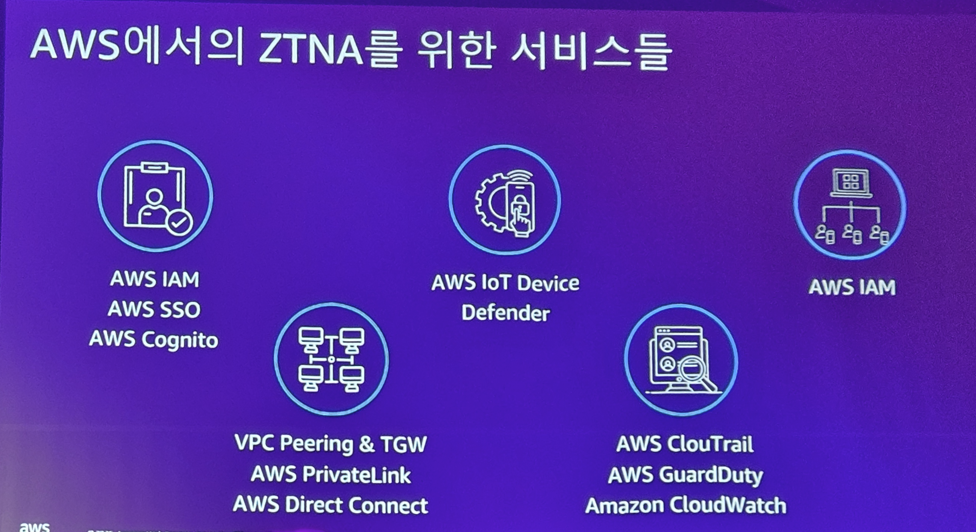 AWS에서의 ZTNA를 위한 서비스들
AWS IAM
AWS SSO
AWS Cognito
VPC Peering & TGW
AWS PrivateLink
AWS Direct Connect
AWS IoT Device
Defender
AWS ClouTrail
AWS GuardDuty
Amazon CloudWatch
AWS IAM
aws